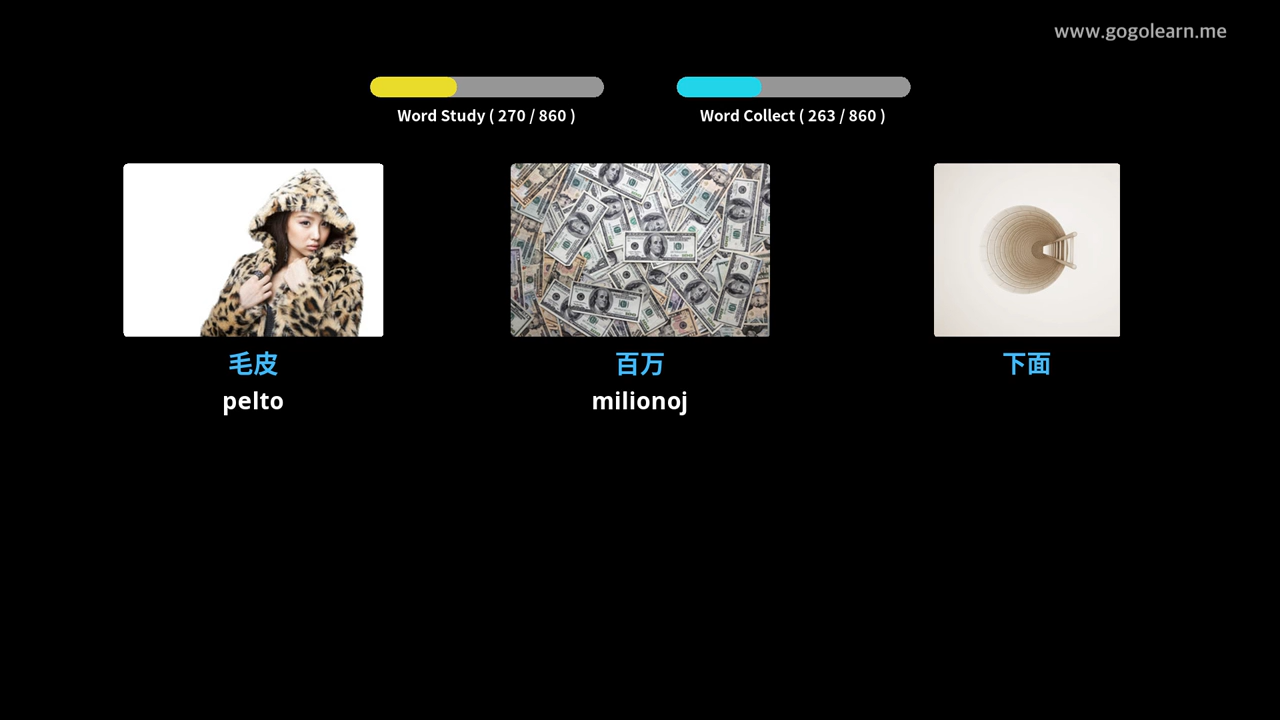 www.gogolearn.me
Word Study ( 270 / 860 )
Word Collect ( 263 / 860 )
毛皮
百万
下面
pelto
milionoj